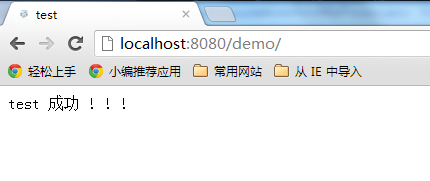 test
localhost:8080/demo/
轻松上手 小编推荐应用 常用网站 从 IE 中导入
test 成功 ！！！